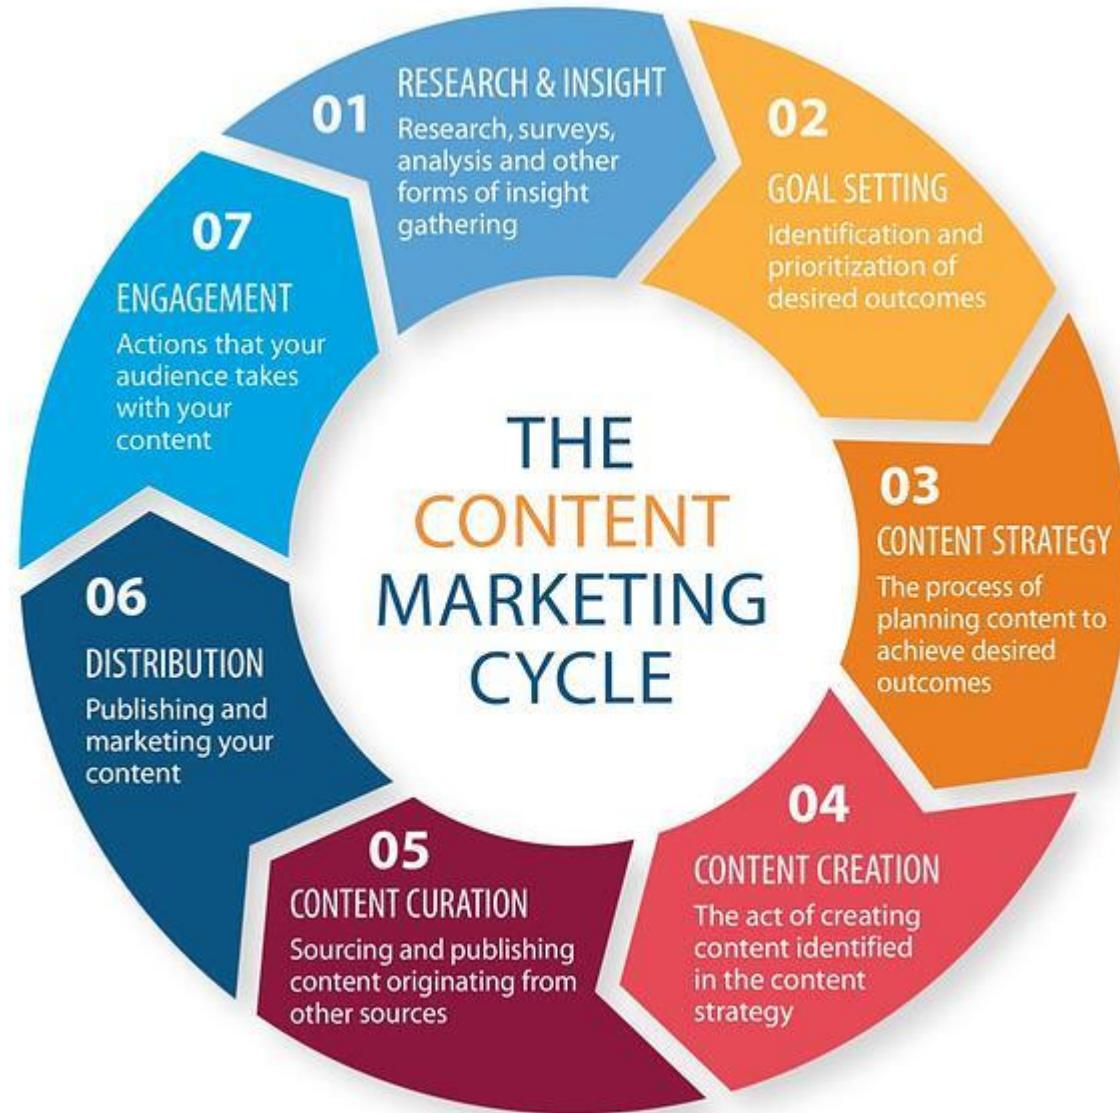 THE
CONTENT
MARKETING
CYCLE
01
RESEARCH & INSIGHT
Research, surveys,
analysis and other
forms of insight
gathering
02
GOAL SETTING
Identification and
prioritization of
desired outcomes
03
CONTENT STRATEGY
The process of
planning content to
achieve desired
outcomes
04
CONTENT CREATION
The act of creating
content identified
in the content
strategy
05
CONTENT CURATION
Sourcing and publishing
content originating from
other sources
06
DISTRIBUTION
Publishing and
marketing your
content
07
ENGAGEMENT
Actions that your
audience takes
with your
content